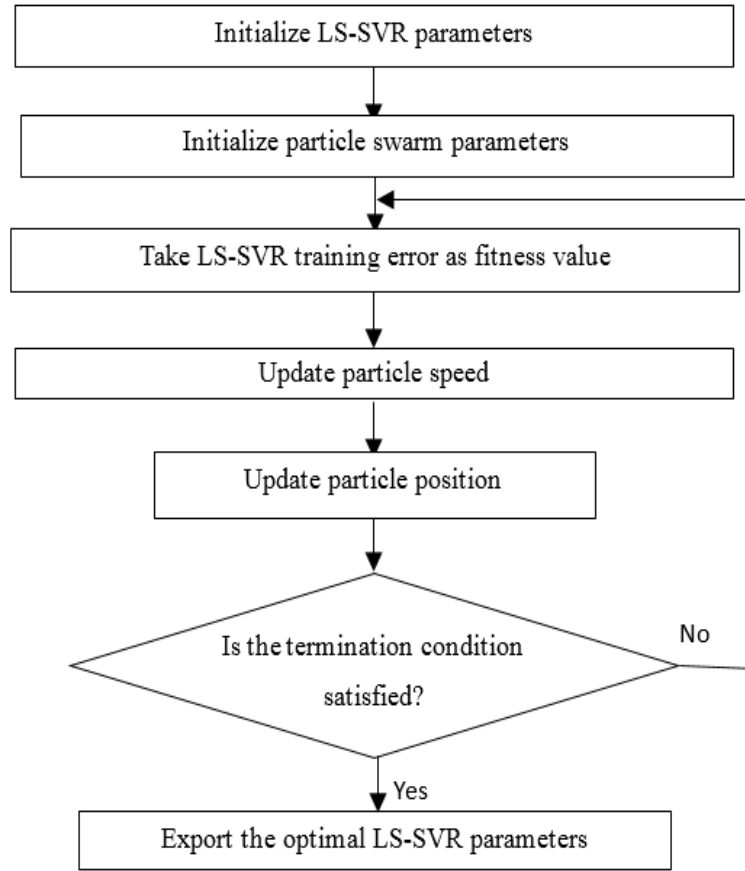 Initialize LS-SVR parameters
Initialize particle swarm parameters
Take LS-SVR training error as fitness value
Update particle speed
Update particle position
Is the termination condition
satisfied?
No
Yes
Export the optimal LS-SVR parameters